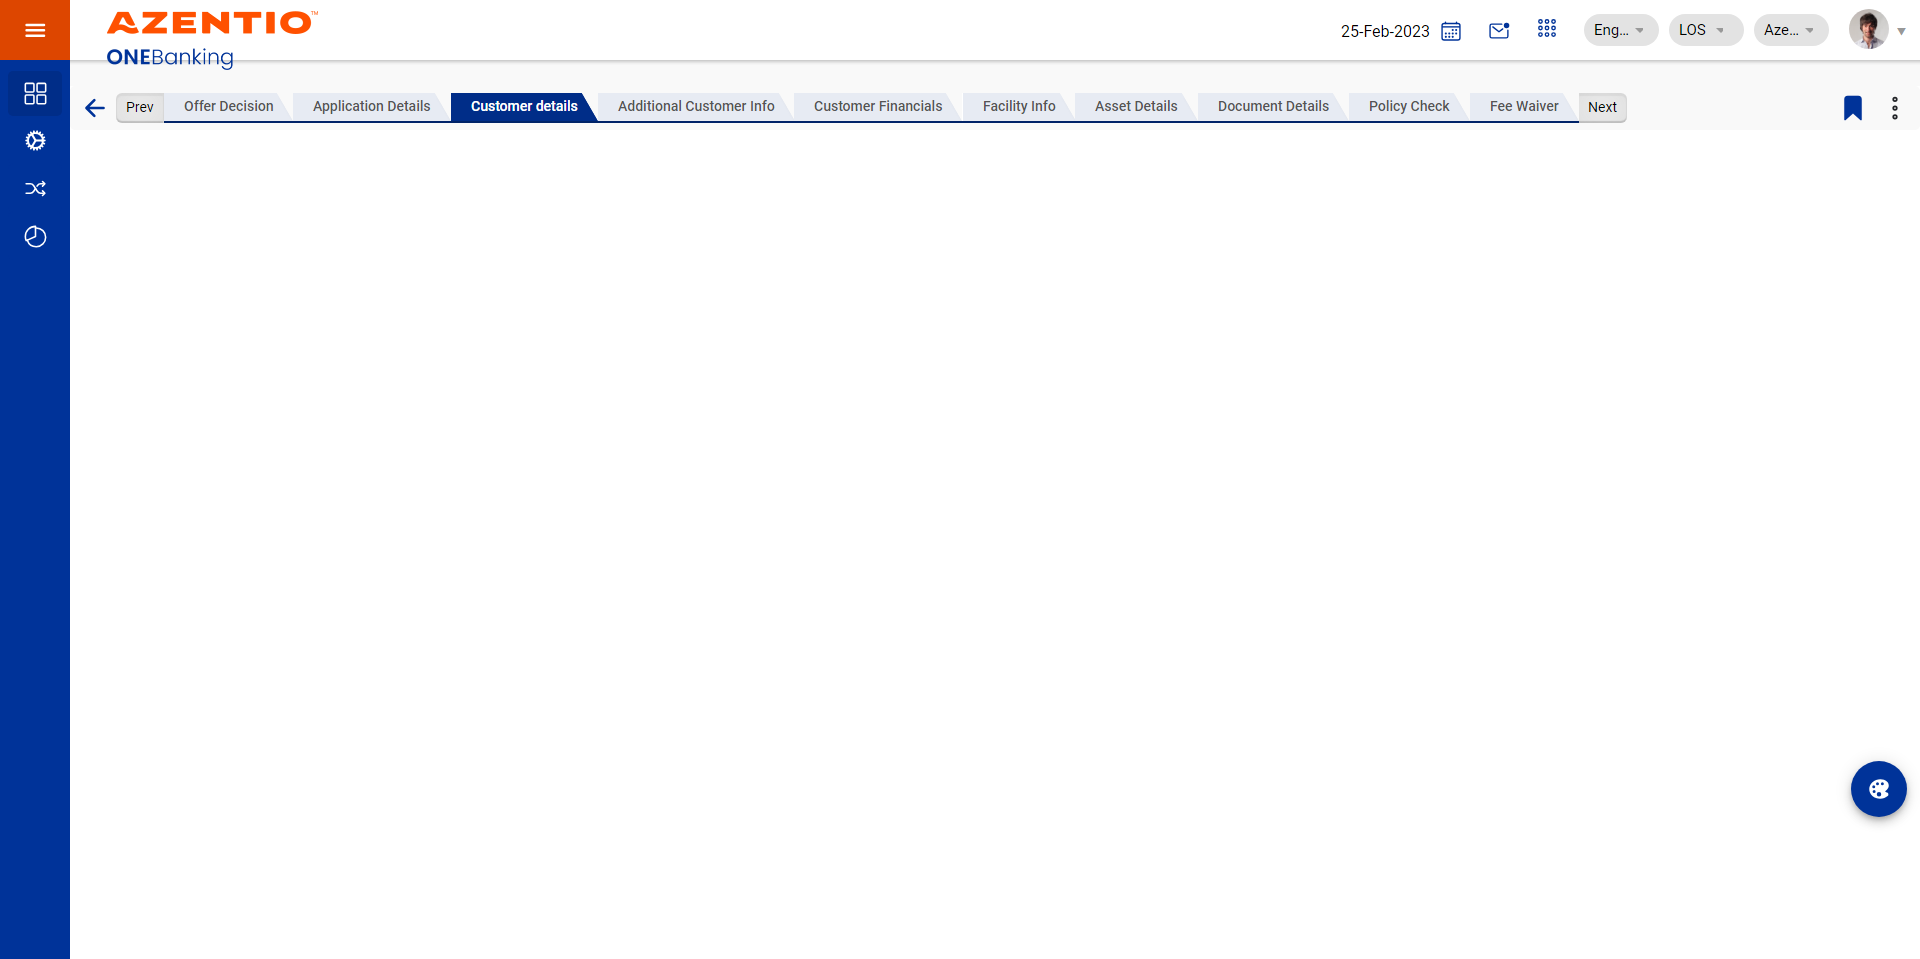 AZENTIO™
ONEBanking
25-Feb-2023
Eng...
LOS
Aze...
Prev
Offer Decision
Application Details
Customer details
Additional Customer Info
Customer Financials
Facility Info
Asset Details
Document Details
Policy Check
Fee Waiver
Next